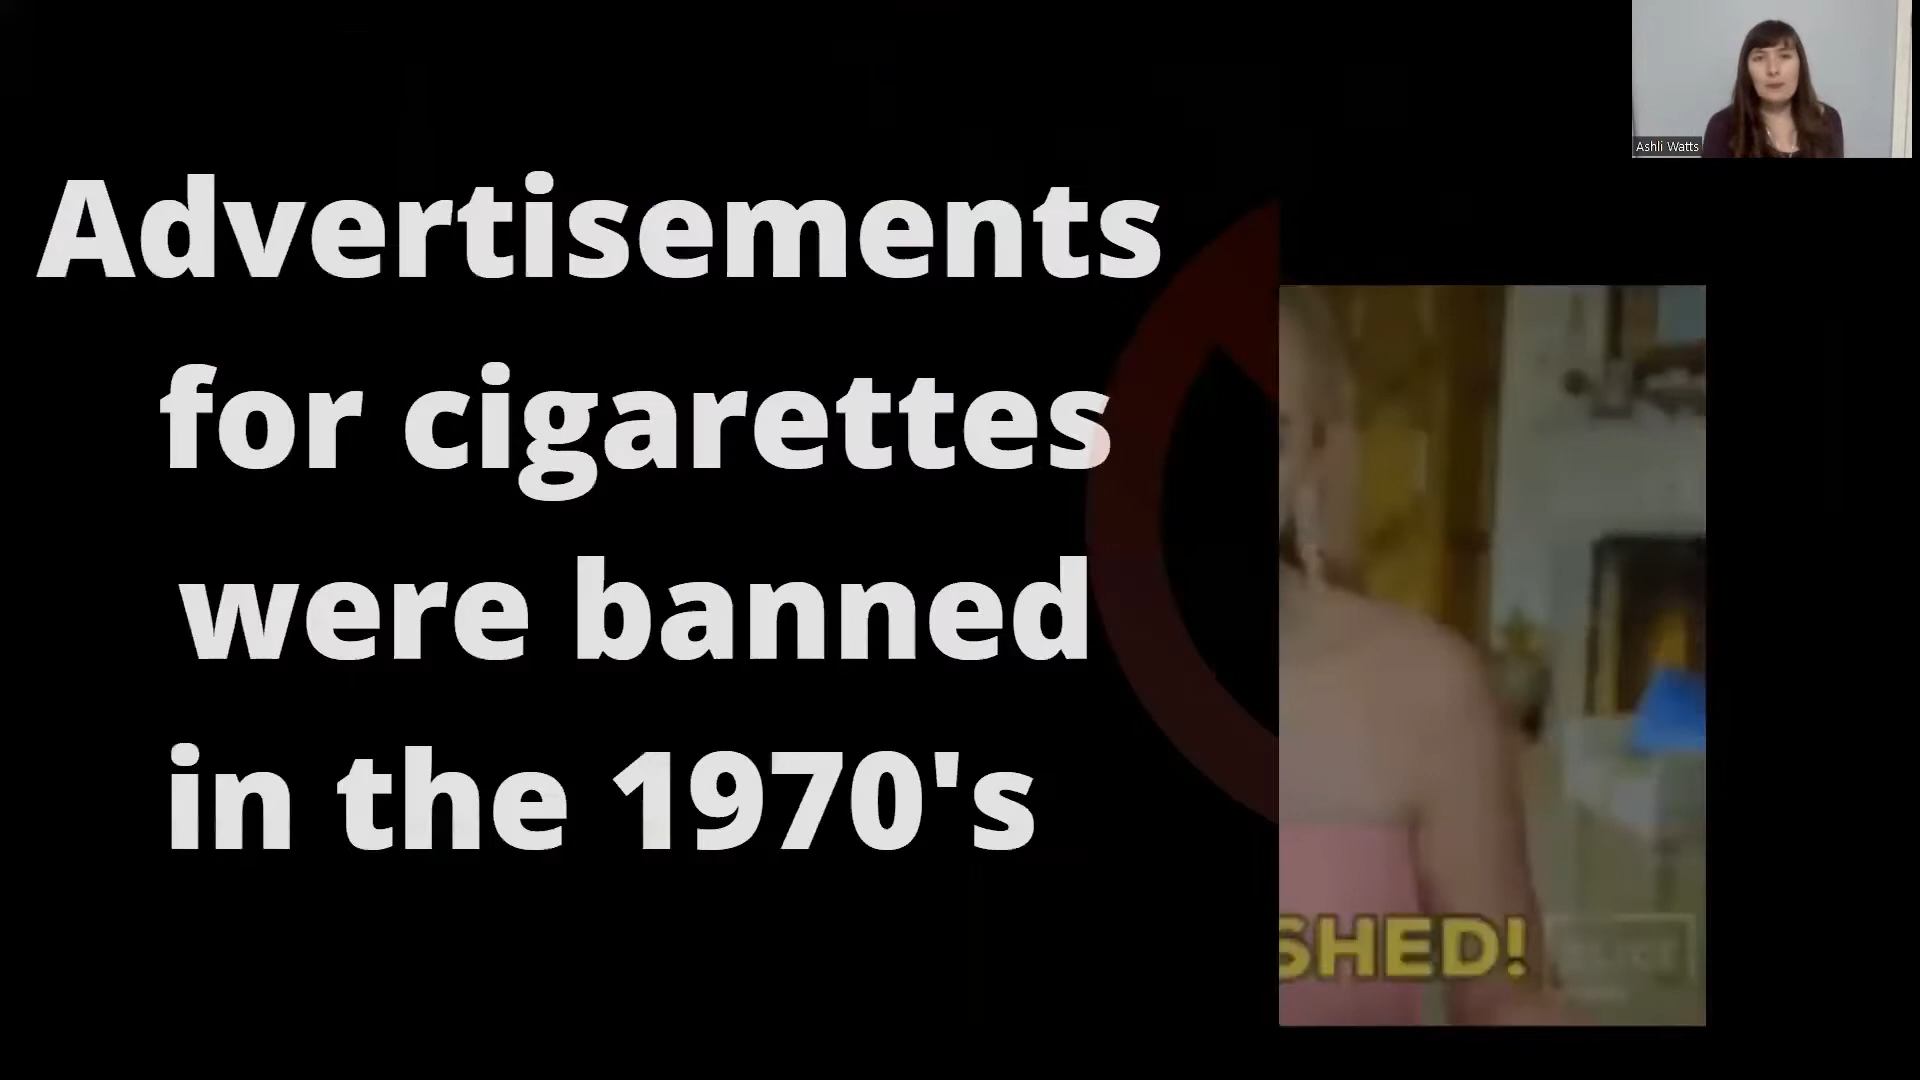 Ashli Watts
Advertisements
for cigarettes
were banned
in the 1970's
SHED!